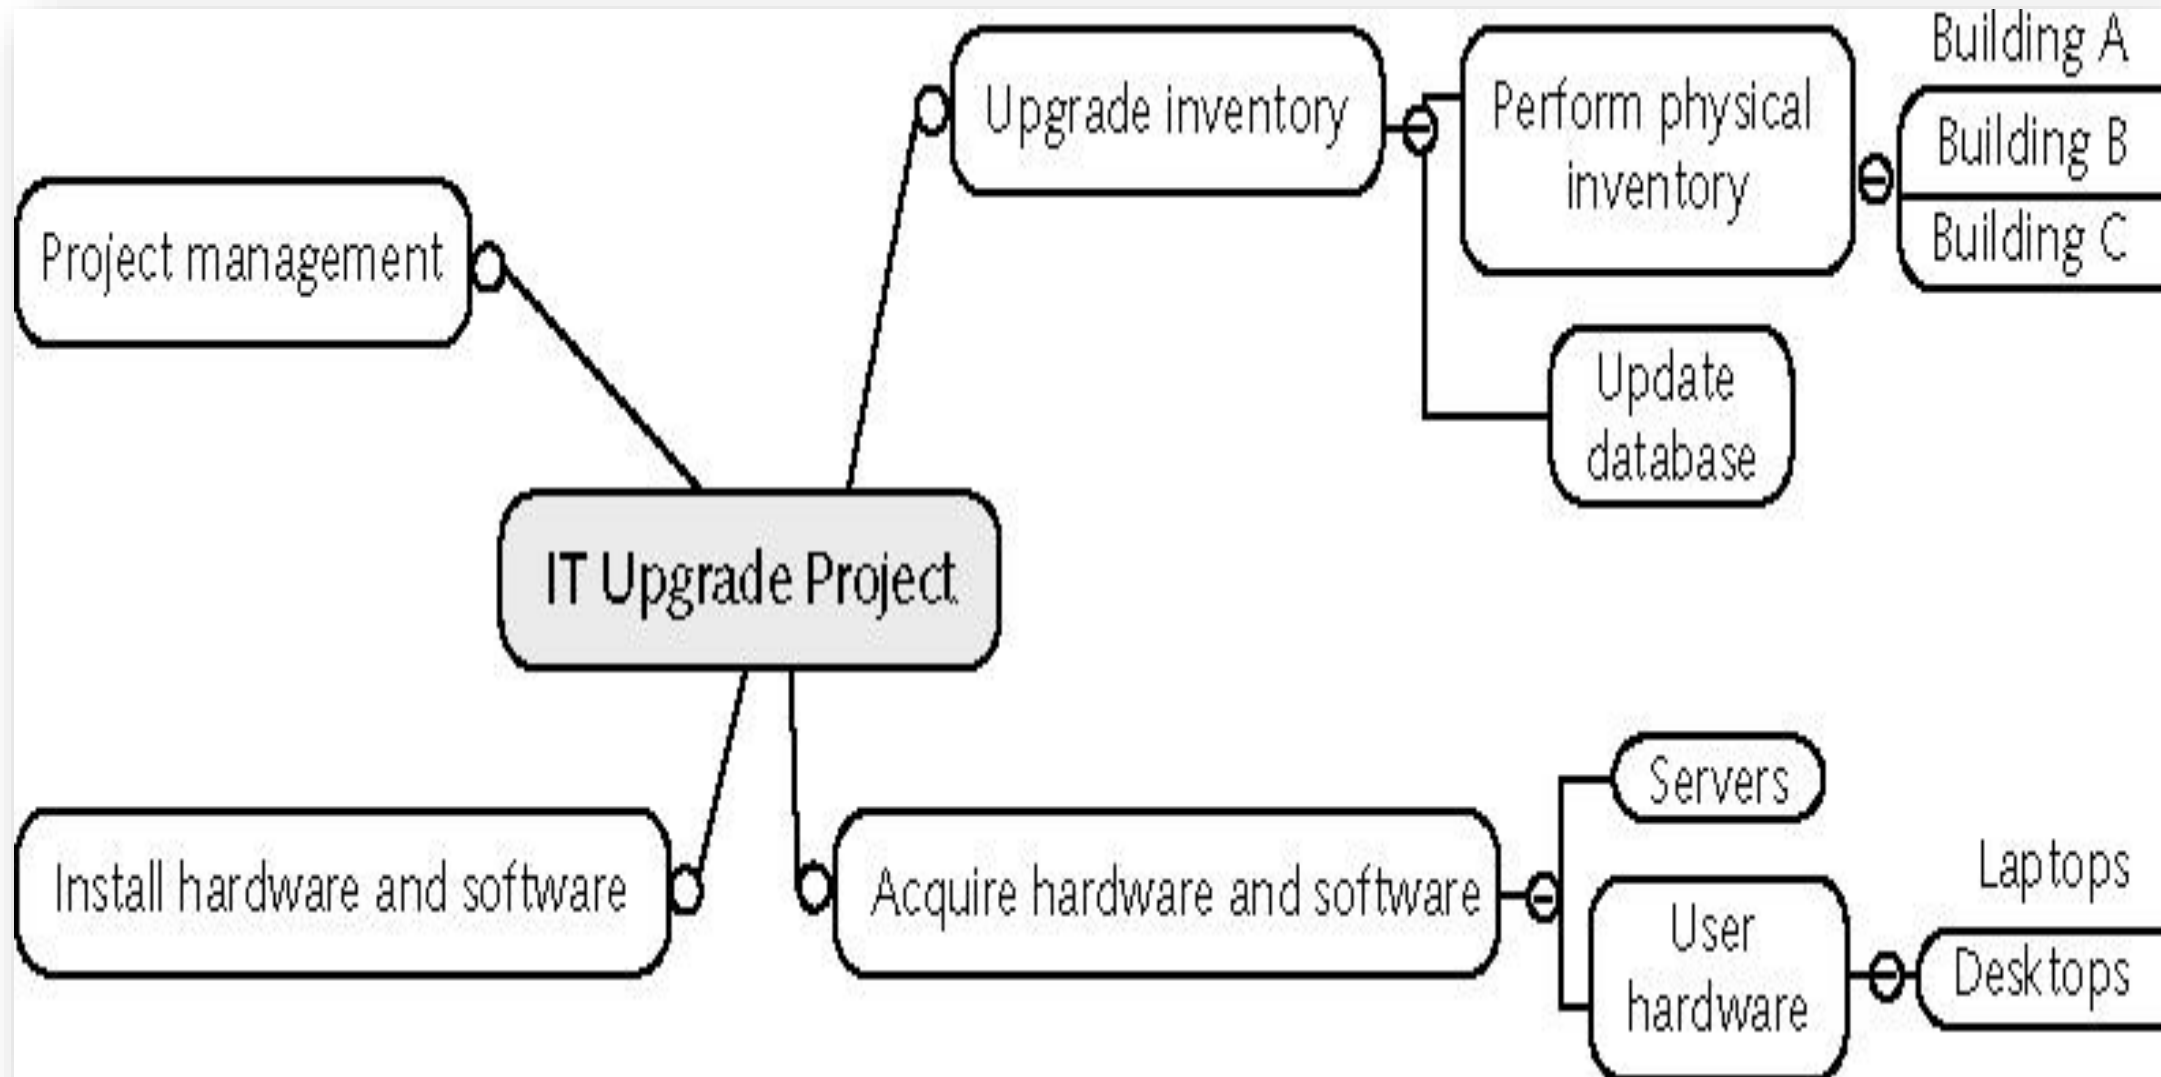 Building A
Upgrade inventory
Perform physical
inventory
Building B
Building C
Project management
Update
database
IT Upgrade Project
Servers
Install hardware and software
Acquire hardware and software
User
hardware
Laptops
Desktops